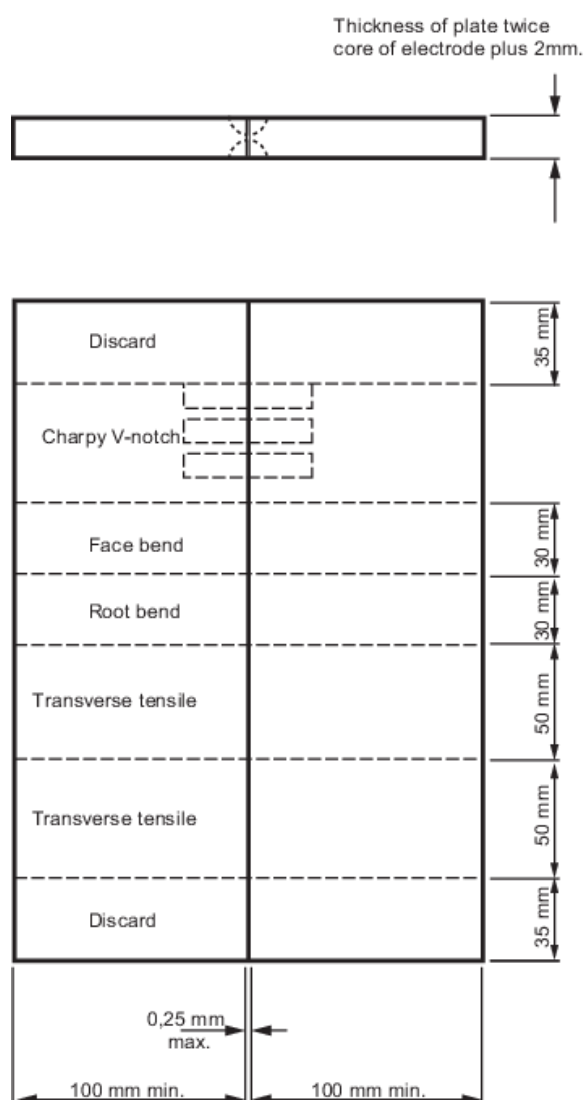 Thickness of plate twice
core of electrode plus 2mm.
Discard
35 mm
Charpy V-notch
Face bend
30 mm
Root bend
30 mm
Transverse tensile
50 mm
Transverse tensile
50 mm
Discard
35 mm
0,25 mm
max.
100 mm min.
100 mm min.